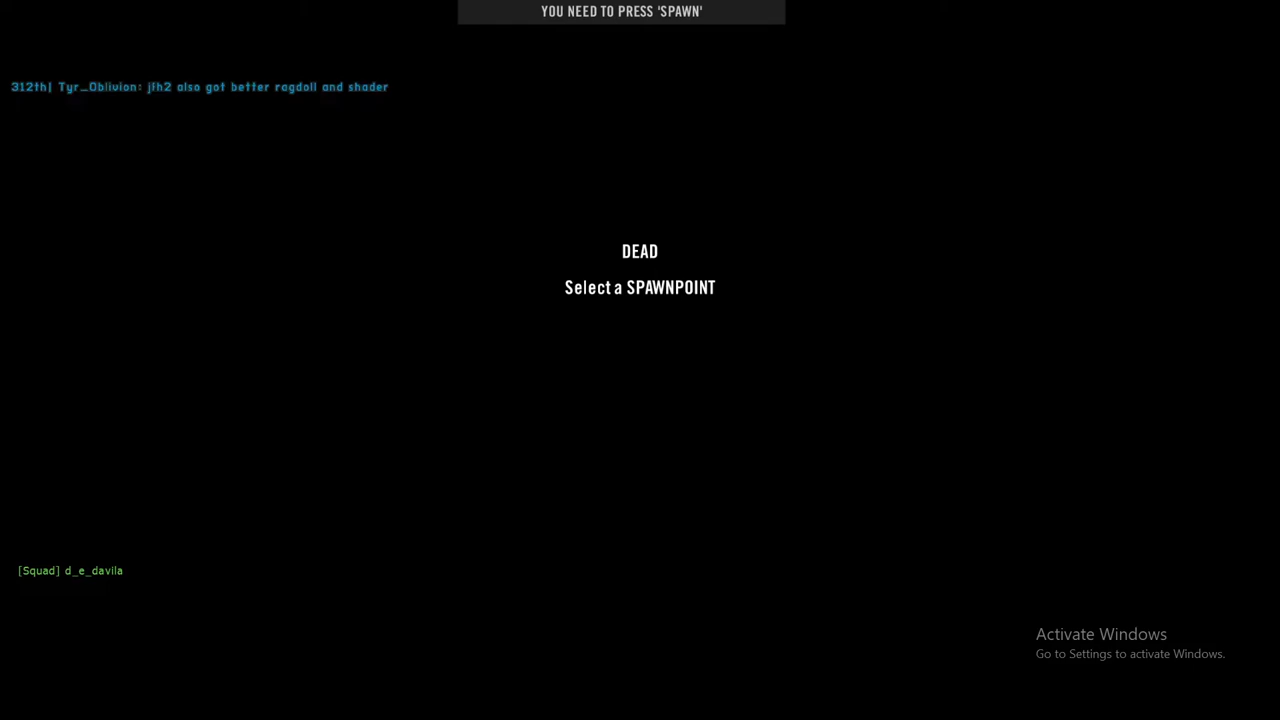 YOU NEED TO PRESS 'SPAWN'
312th| Tyr_Oblivion: jfh2 also got better ragdoll and shader
DEAD
Select a SPAWNPOINT
[Squad] d_e_davila
Activate Windows
Go to Settings to activate Windows.